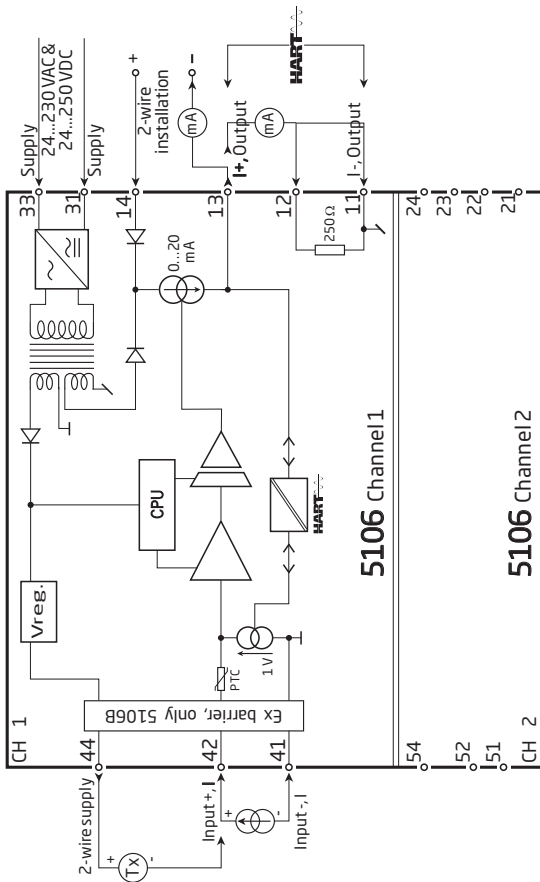 CH 1
2-wire supply
44
+
Tx
-
Input +, I
42
+
-
41
Input -, I
Ex barrier, only 5106B
PTC
1 V
Vreg.
CPU
HART
0...20
mA
5106 Channel 1
33
Supply
24...230 VAC &
24...250 VDC
31
Supply
14
+
2-wire
installation
-
mA
13
I+, Output
mA
HART
12
250 Ω
11
I-, Output
54
52
51
CH 2
5106 Channel 2
24
23
22
21